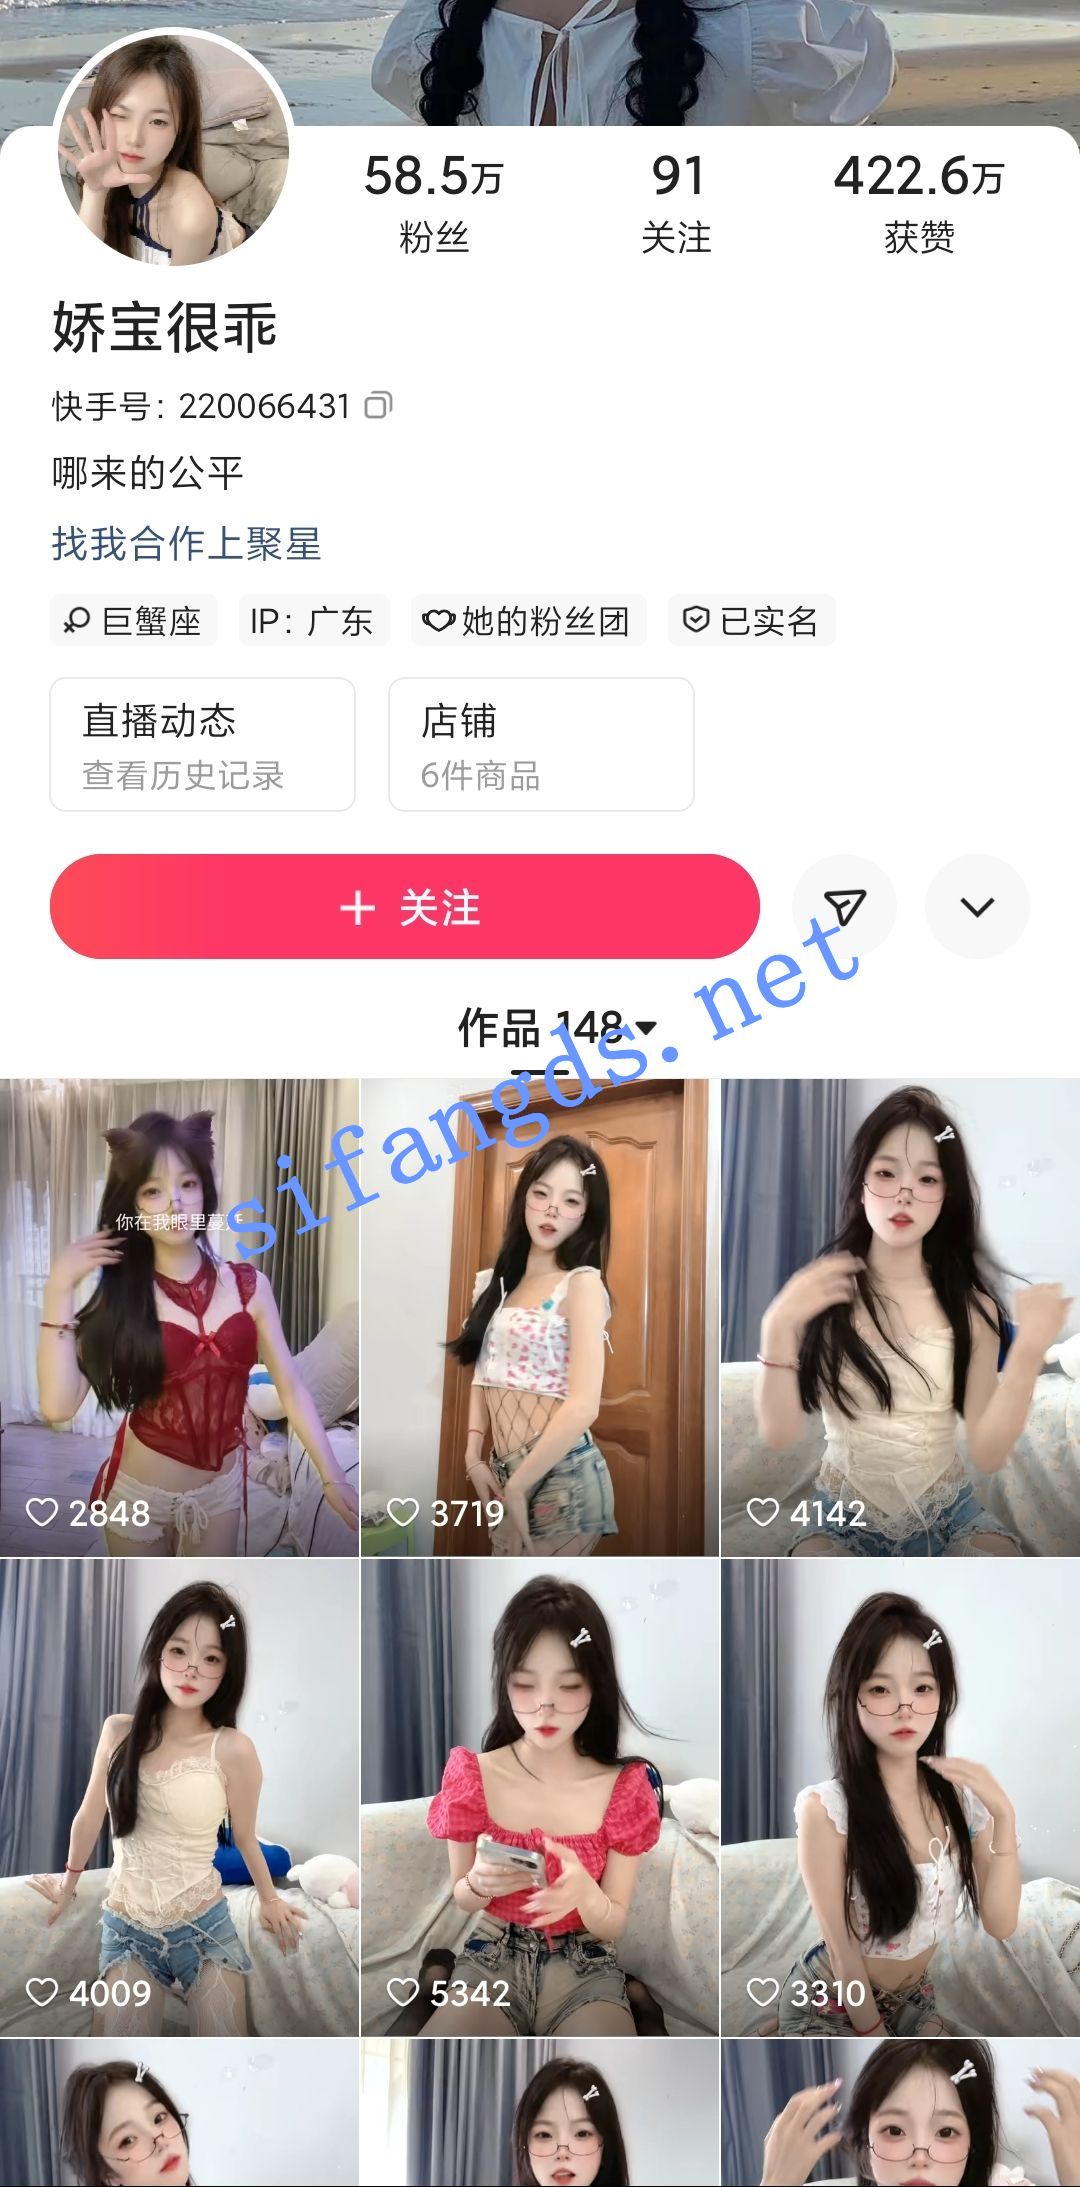 58.5万
91
422.6万
粉丝
关注
获赞
娇宝很乖
快手号: 220066431
哪来的公平
找我合作上聚星
巨蟹座
IP: 广东
她的粉丝团
已实名
直播动态
店铺
查看历史记录
6件商品
+ 关注
作品 148
sifangds.net
你在我眼里蔓延
2848
3719
4142
4009
5342
3310